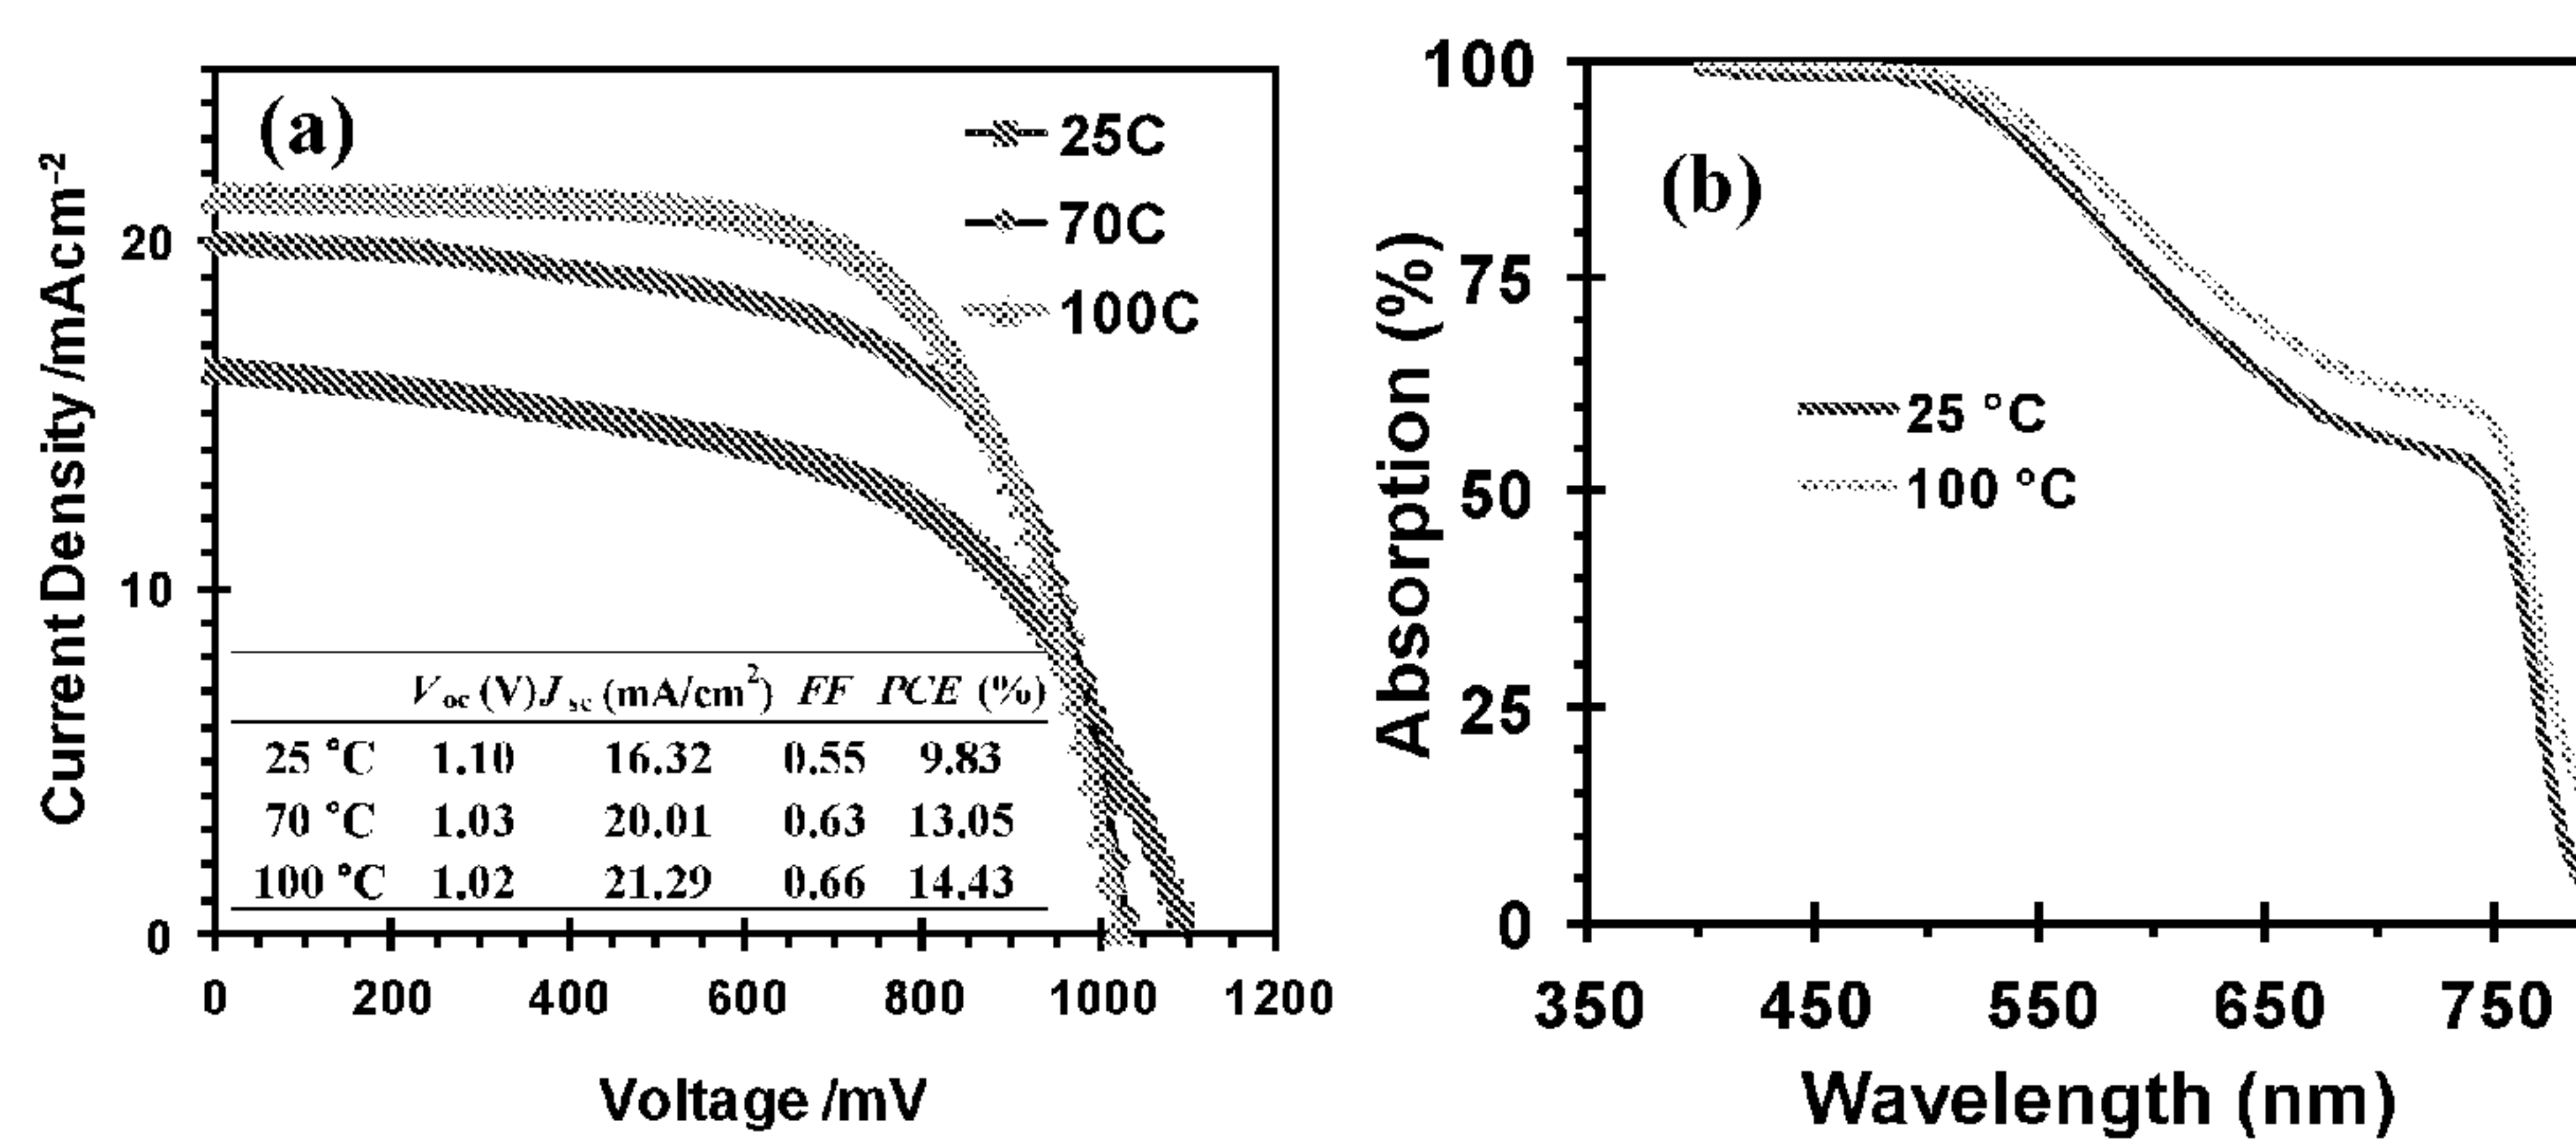 (a)
25C
70C
100C
Current Density /mAcm⁻²
20
10
0
V oc (V) J sc (mA/cm²) FF PCE (%)
25 °C 1.10 16.32 0.55 9.83
70 °C 1.03 20.01 0.63 13.05
100 °C 1.02 21.29 0.66 14.43
0 200 400 600 800 1000 1200
Voltage /mV
(b)
Absorption (%)
100
75
50
25
0
25 °C
100 °C
350 450 550 650 750
Wavelength (nm)